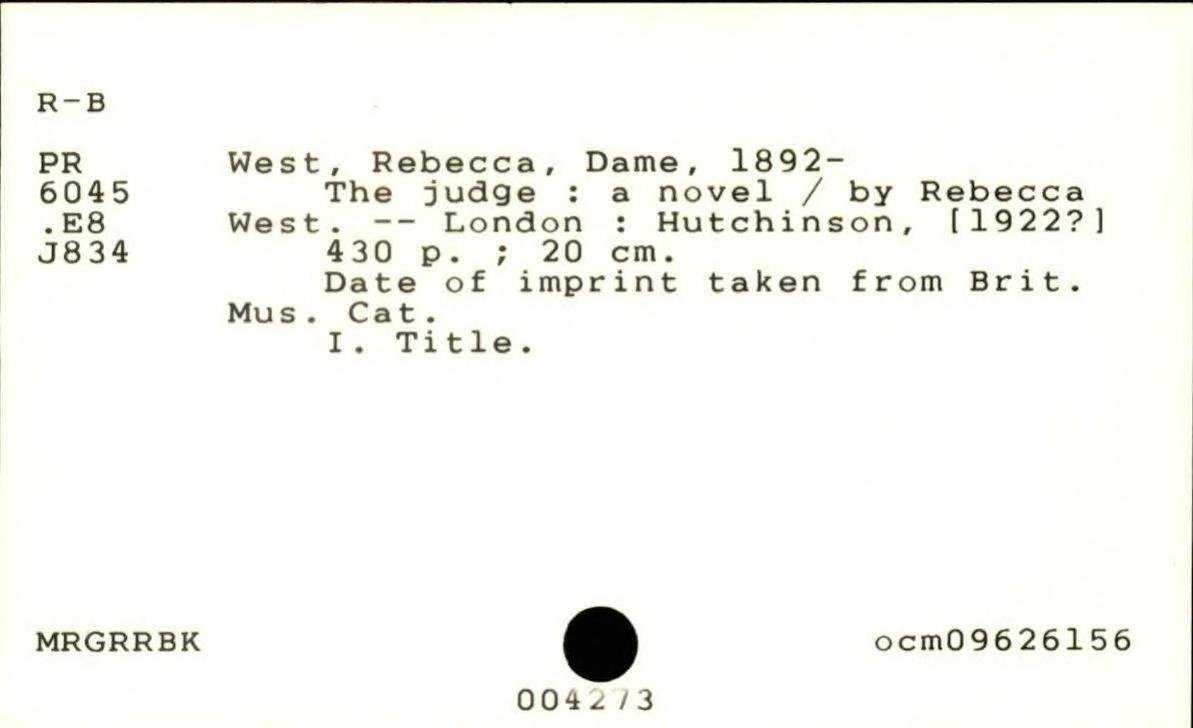 R-B
PR West, Rebecca, Dame, 1892-
6045 The judge : a novel / by Rebecca
.E8 West. -- London : Hutchinson, [1922?]
J834 430 p. ; 20 cm.
Date of imprint taken from Brit.
Mus. Cat.
I. Title.
MRGRRBK ocm09626156
004273